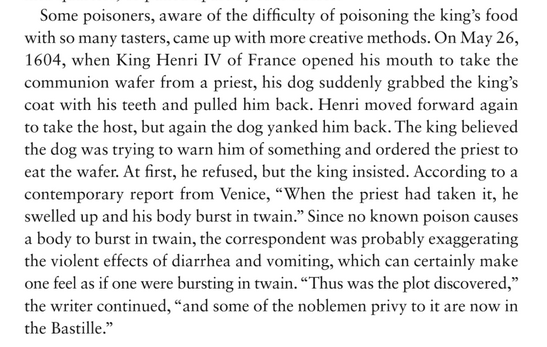 Some poisoners, aware of the difficulty of poisoning the king’s food
with so many tasters, came up with more creative methods. On May 26,
1604, when King Henri IV of France opened his mouth to take the
communion wafer from a priest, his dog suddenly grabbed the king’s
coat with his teeth and pulled him back. Henri moved forward again
to take the host, but again the dog yanked him back. The king believed
the dog was trying to warn him of something and ordered the priest to
eat the wafer. At first, he refused, but the king insisted. According to a
contemporary report from Venice, “When the priest had taken it, he
swelled up and his body burst in twain.” Since no known poison causes
a body to burst in twain, the correspondent was probably exaggerating
the violent effects of diarrhea and vomiting, which can certainly make
one feel as if one were bursting in twain. “Thus was the plot discovered,”
the writer continued, “and some of the noblemen privy to it are now in
the Bastille.”